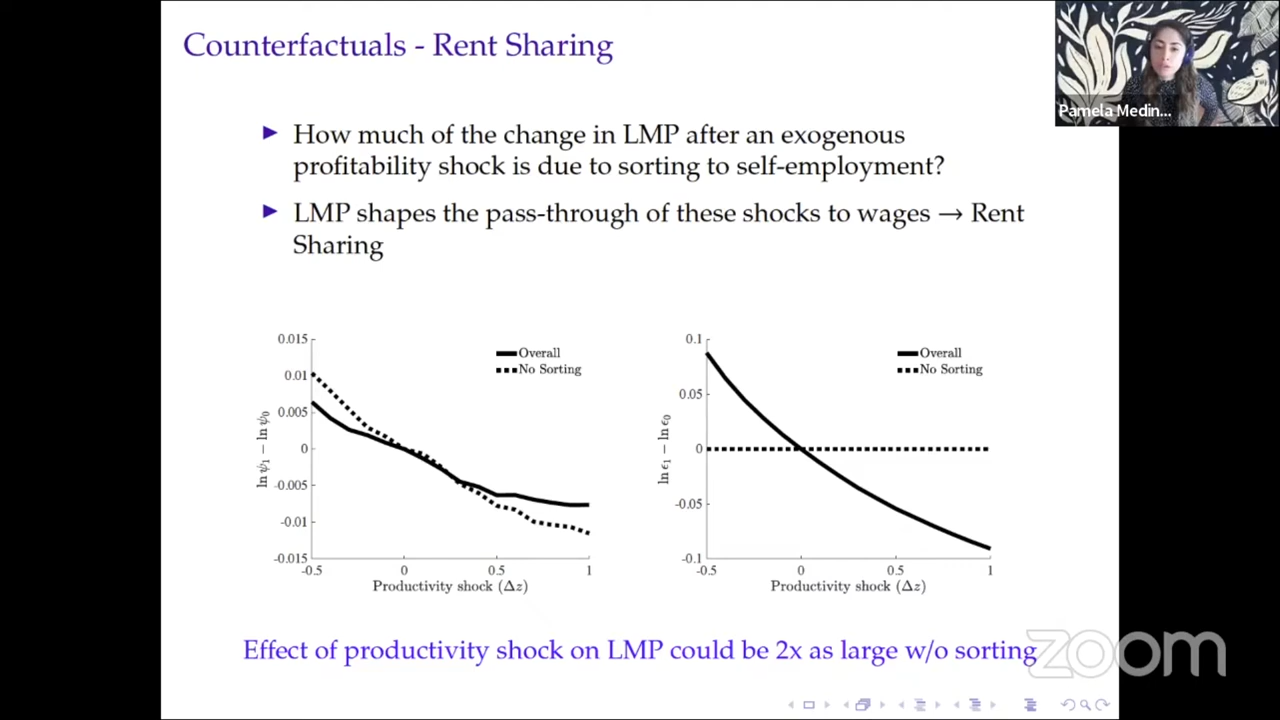 Counterfactuals - Rent Sharing
Pamela Medin...
► How much of the change in LMP after an exogenous
profitability shock is due to sorting to self-employment?
► LMP shapes the pass-through of these shocks to wages → Rent
Sharing
0.015
0.01
0.005
0
-0.005
-0.01
-0.015
ln ψ₁ − ln ψ₀
Overall
No Sorting
-0.5 0 0.5 1
Productivity shock (Δz)
0.1
0.05
0
-0.05
-0.1
ln ϵ₁ − ln ϵ₀
Overall
No Sorting
-0.5 0 0.5 1
Productivity shock (Δz)
Effect of productivity shock on LMP could be 2x as large w/o sorting
zoom